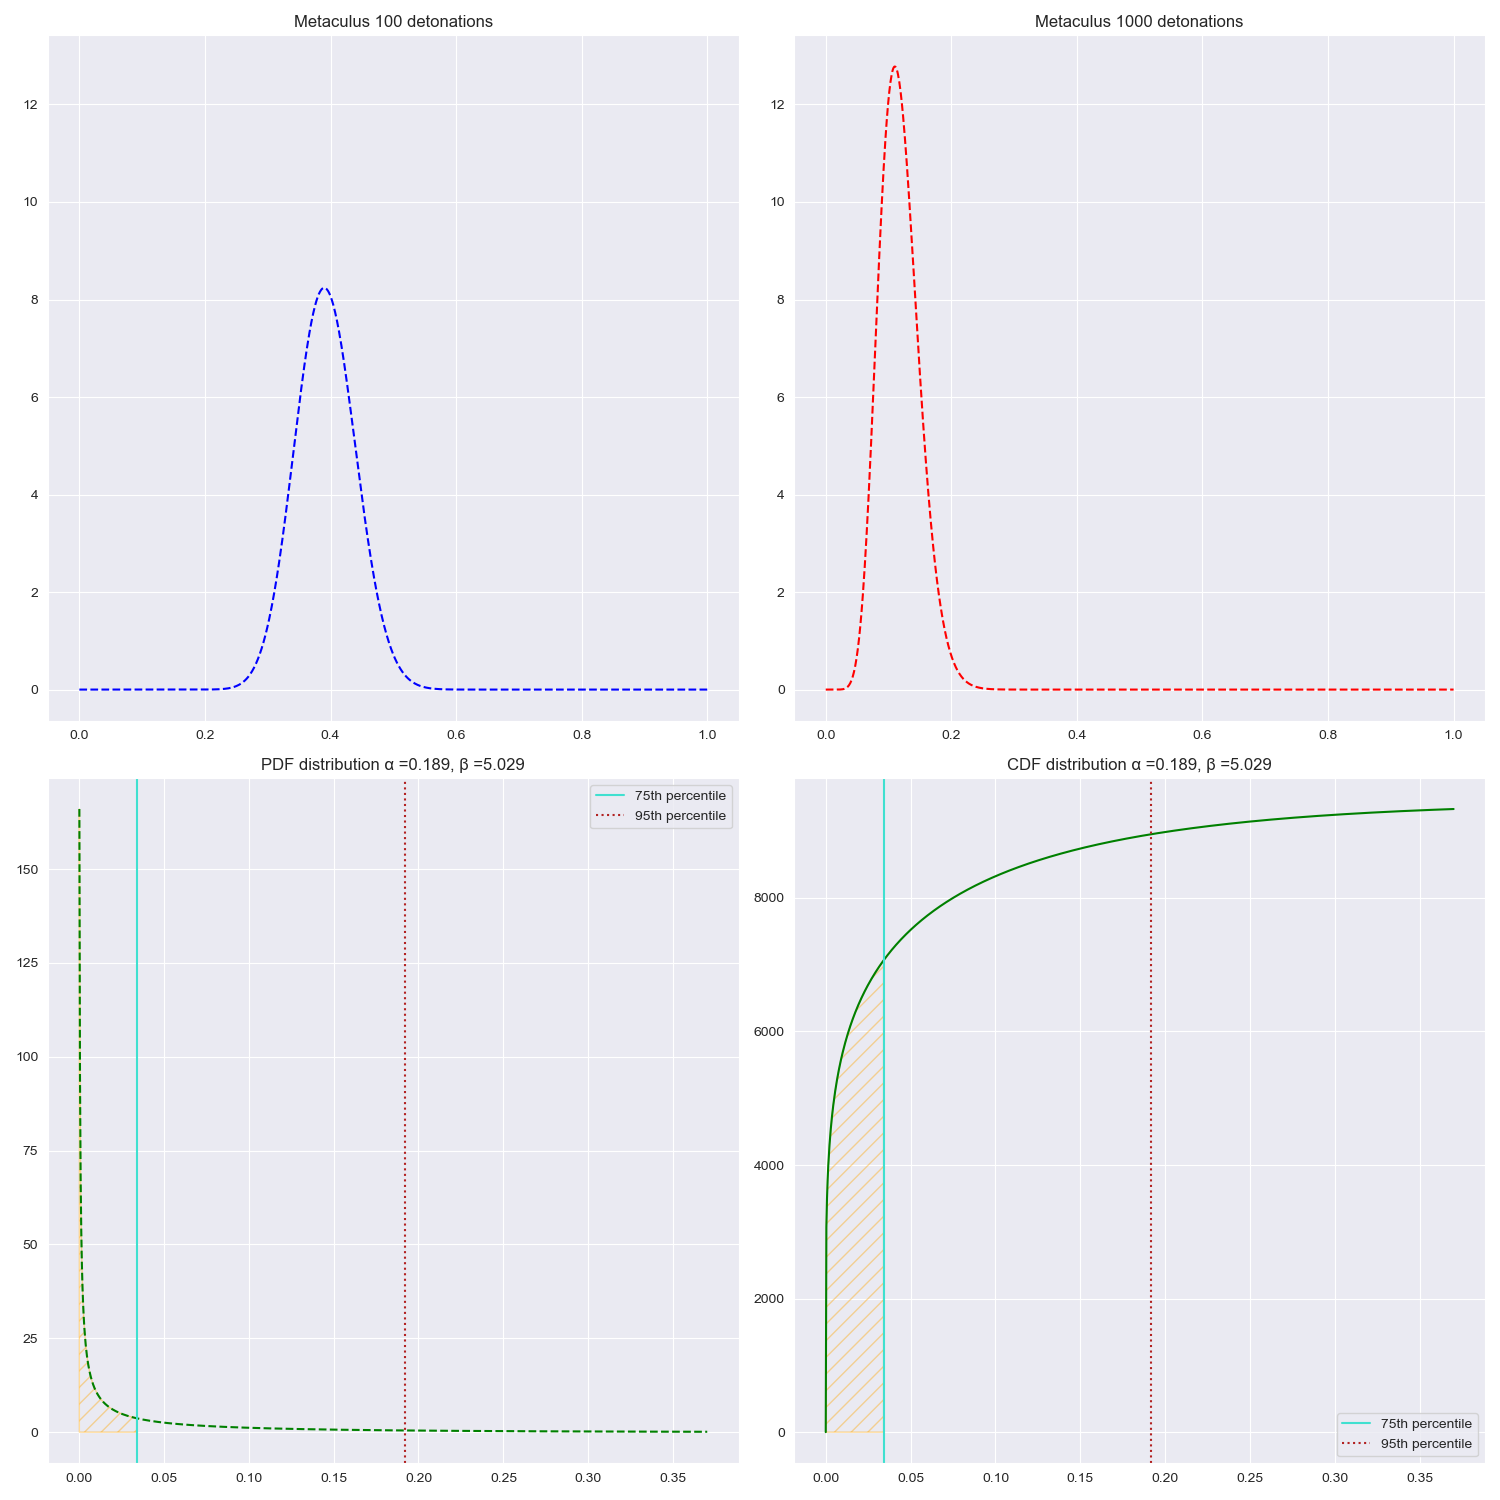 Metaculus 100 detonations
12
10
8
6
4
2
0
0.0 0.2 0.4 0.6 0.8 1.0
Metaculus 1000 detonations
12
10
8
6
4
2
0
0.0 0.2 0.4 0.6 0.8 1.0
PDF distribution α =0.189, β =5.029
75th percentile
95th percentile
150
125
100
75
50
25
0
0.00 0.05 0.10 0.15 0.20 0.25 0.30 0.35
CDF distribution α =0.189, β =5.029
8000
6000
4000
2000
0
75th percentile
95th percentile
0.00 0.05 0.10 0.15 0.20 0.25 0.30 0.35